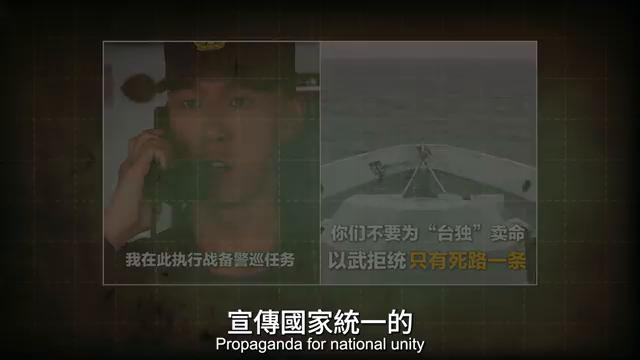 我在此执行战备警巡任务
你们不要为“台独”卖命
以武拒统 只有死路一条
宣傳國家統一的
Propaganda for national unity